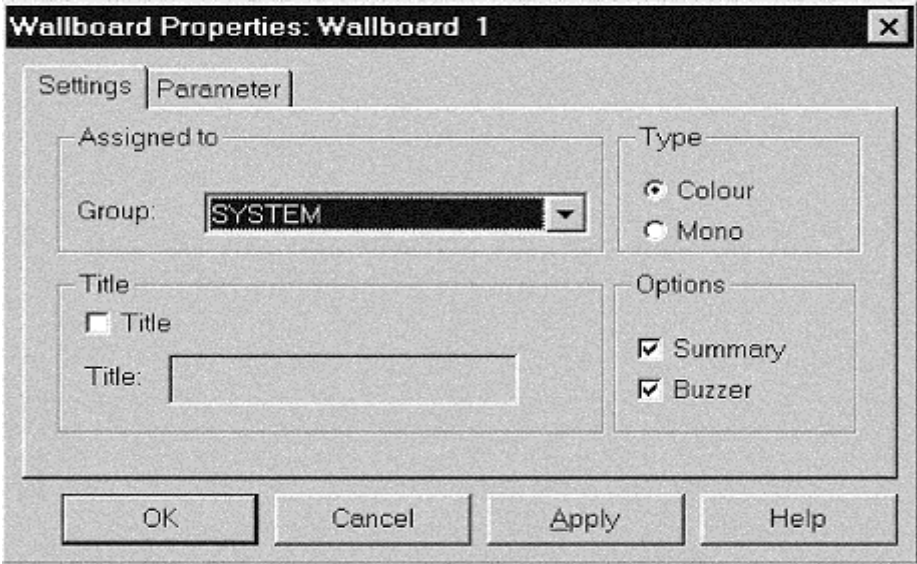 Wallboard Properties: Wallboard 1
Settings Parameter
Assigned to
Group: SYSTEM
Type
Colour
Mono
Title
Title
Title:
Options
Summary
Buzzer
OK Cancel Apply Help